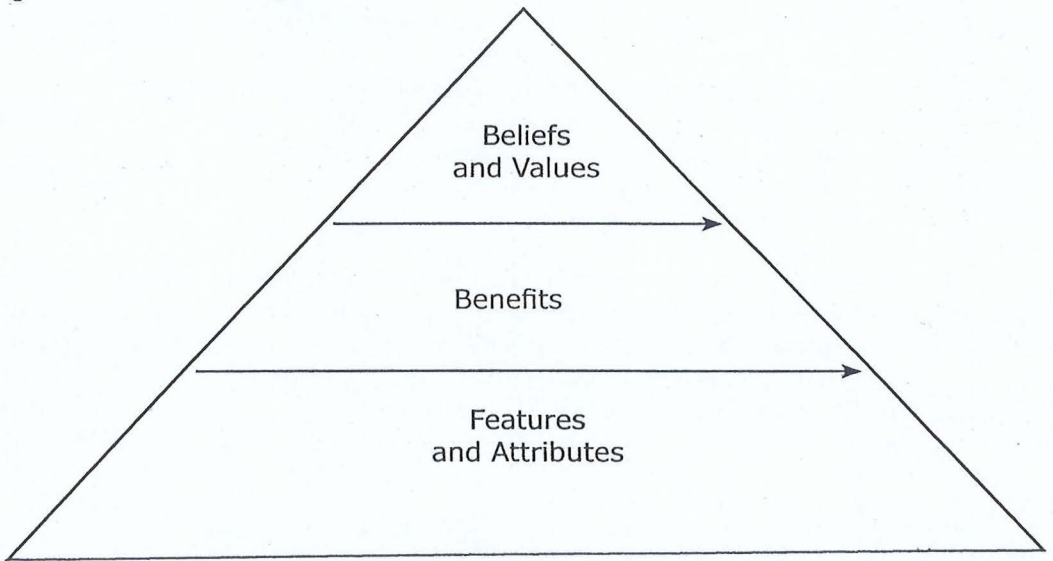 Beliefs
and Values
Benefits
Features
and Attributes